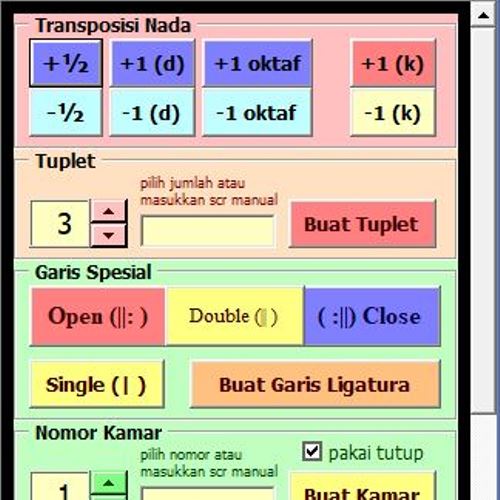 Transposisi Nada
+½ +1 (d) +1 oktaf +1 (k)
-½ -1 (d) -1 oktaf -1 (k)
Tuplet
pilih jumlah atau
masukkan scr manual
3 Buat Tuplet
Garis Spesial
Open (||: ) Double (||) ( :||) Close
Single (| ) Buat Garis Ligatura
Nomor Kamar
pilih nomor atau
masukkan scr manual
pakai tutup
1 Buat Kamar